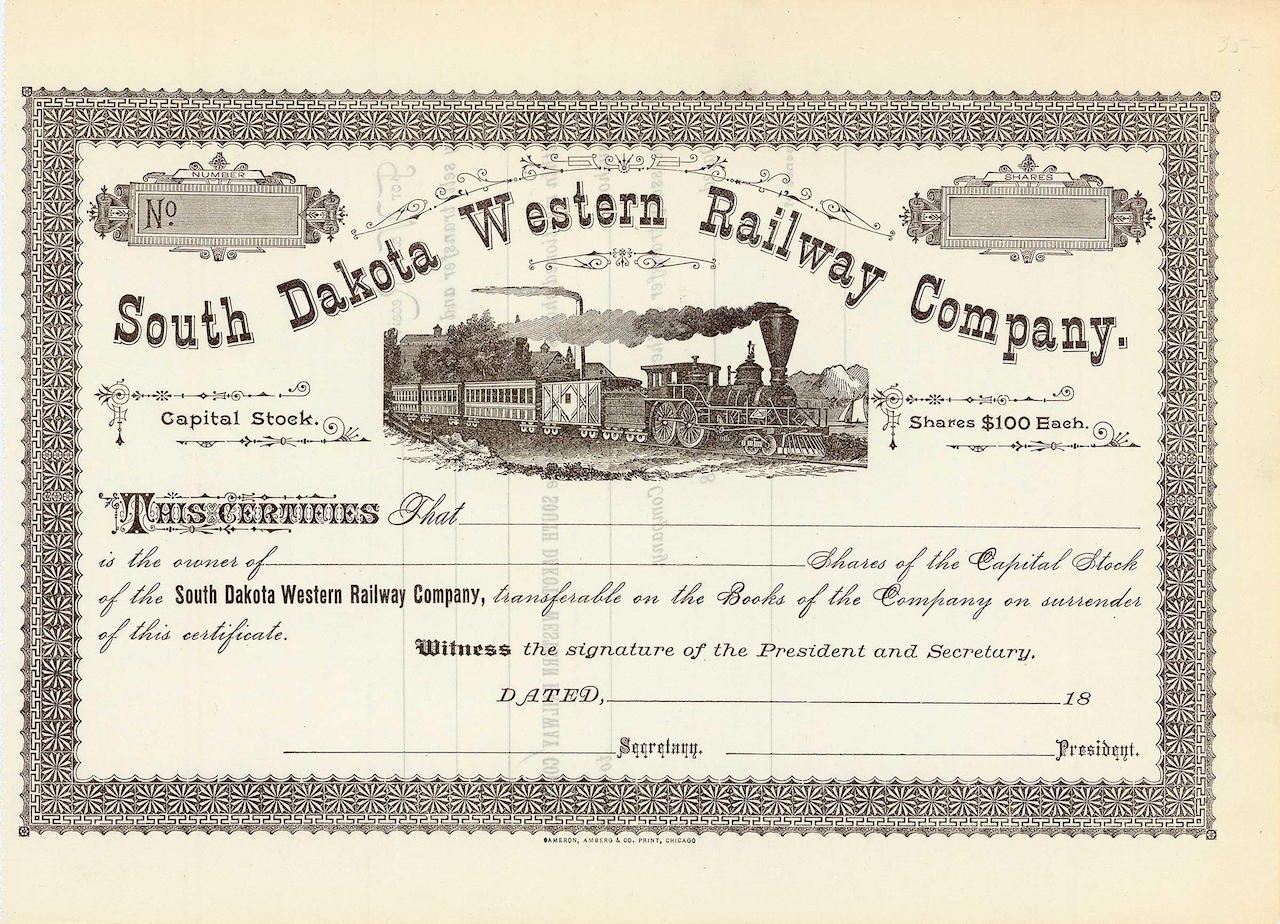 35-
NUMBER
Nº
SHARES
South Dakota Western Railway Company.
Capital Stock.
Shares $100 Each.
THIS CERTIFIES That
is the owner of Shares of the Capital Stock
of the South Dakota Western Railway Company, transferable on the Books of the Company on surrender
of this certificate.
Witness the signature of the President and Secretary.
DATED, 18
Secretary. President.
CAMERON, AMBERG & CO. PRINT, CHICAGO